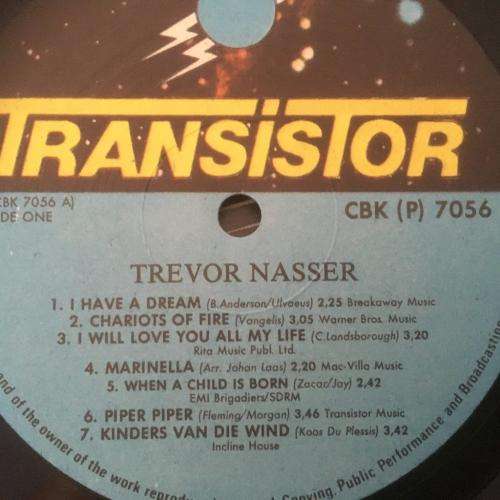 TRANSISTOR
CBK 7056 A)
DE ONE
CBK (P) 7056
TREVOR NASSER
1. I HAVE A DREAM (B.Anderson/Ulvaeus) 2,25 Breakaway Music
2. CHARIOTS OF FIRE (Vangelis) 3,05 Warner Bros. Music
3. I WILL LOVE YOU ALL MY LIFE (C.Landsborough) 3,20
Rita Music Publ. Ltd.
4. MARINELLA (Arr. Johan Laas) 2,20 Mac-Villa Music
5. WHEN A CHILD IS BORN (Zacao/Jay) 2,42
EMI Brigadiers/SDRM
6. PIPER PIPER (Fleming/Morgan) 3,46 Transistor Music
7. KINDERS VAN DIE WIND (Koos Du Plessis) 3,42
Incline House
and of the owner of the work reproduced Copying, Public Performance and Broadcasting